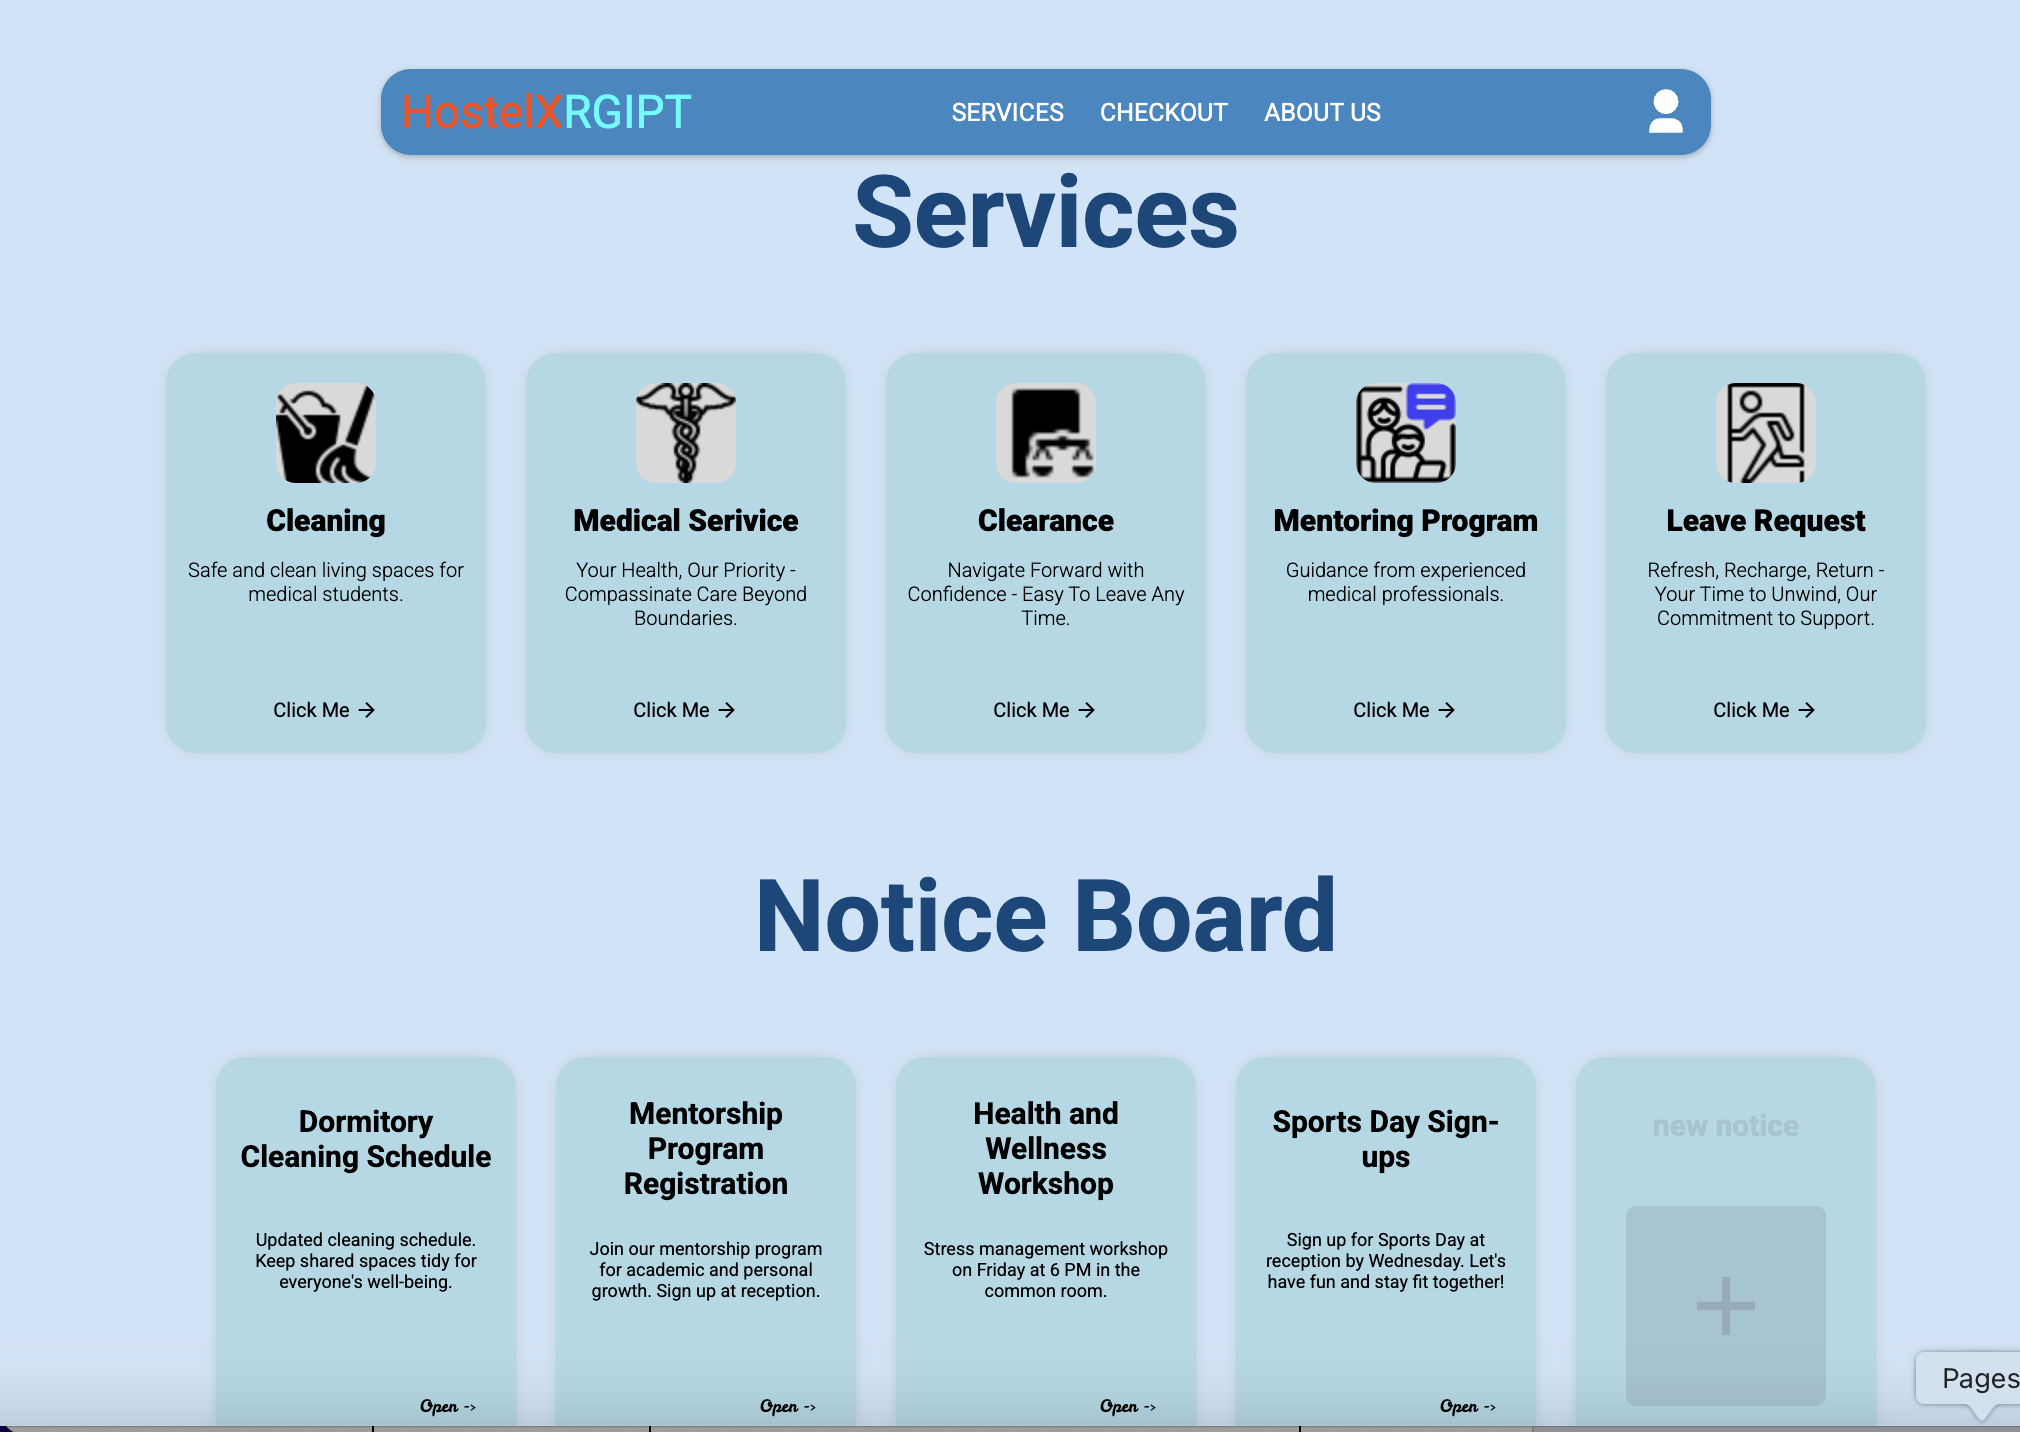 HostelXRGIPT
SERVICES CHECKOUT ABOUT US
Services
Cleaning
Safe and clean living spaces for
medical students.
Click Me →
Medical Serivice
Your Health, Our Priority -
Compassinate Care Beyond
Boundaries.
Click Me →
Clearance
Navigate Forward with
Confidence - Easy To Leave Any
Time.
Click Me →
Mentoring Program
Guidance from experienced
medical professionals.
Click Me →
Leave Request
Refresh, Recharge, Return -
Your Time to Unwind, Our
Commitment to Support.
Click Me →
Notice Board
Dormitory
Cleaning Schedule
Updated cleaning schedule.
Keep shared spaces tidy for
everyone's well-being.
Open ->
Mentorship
Program
Registration
Join our mentorship program
for academic and personal
growth. Sign up at reception.
Open ->
Health and
Wellness
Workshop
Stress management workshop
on Friday at 6 PM in the
common room.
Open ->
Sports Day Sign-
ups
Sign up for Sports Day at
reception by Wednesday. Let's
have fun and stay fit together!
Open ->
new notice
+
Pages